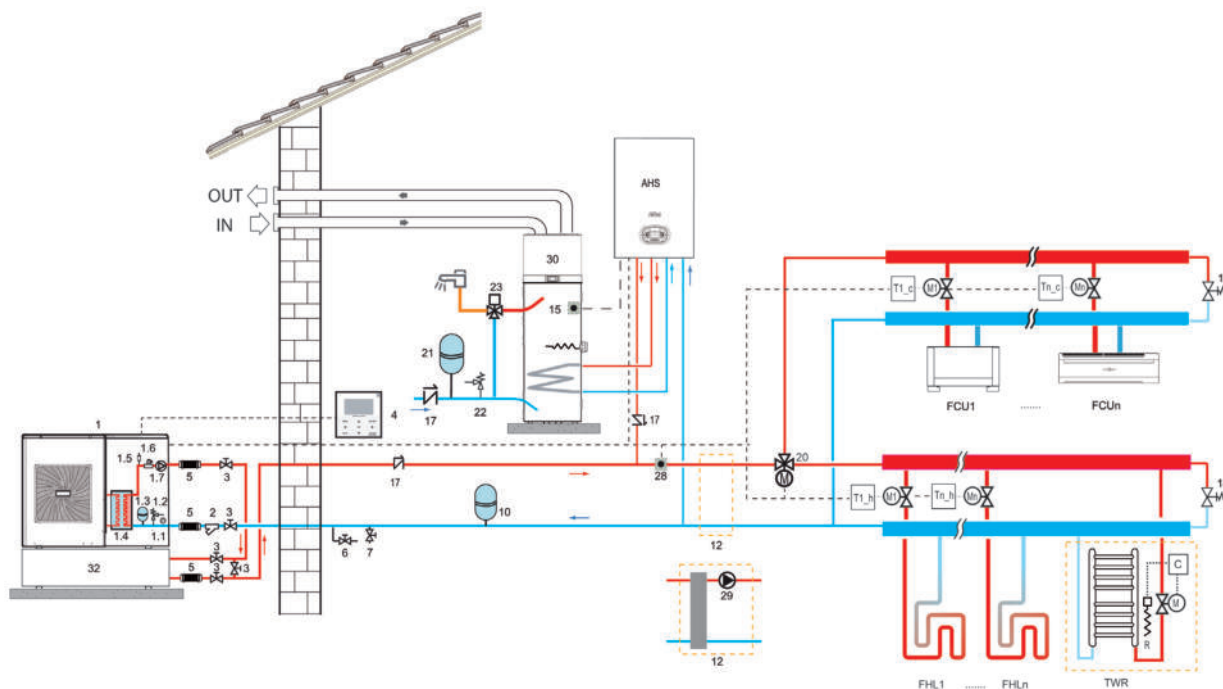 OUT
IN
AHS
30
23
15
21
17
22
4
17
T1_c
M1
Tn_c
Mn
FCU1
........
FCUn
1
1.6
1.5
1.7
5
3
17
28
20
M
1.3
1.2
1.4
1.1
5
2
3
10
6
7
12
T1_h
M1
Tn_h
Mn
32
3
5
3
3
29
12
C
M
R
FHL1
........
FHLn
TWR